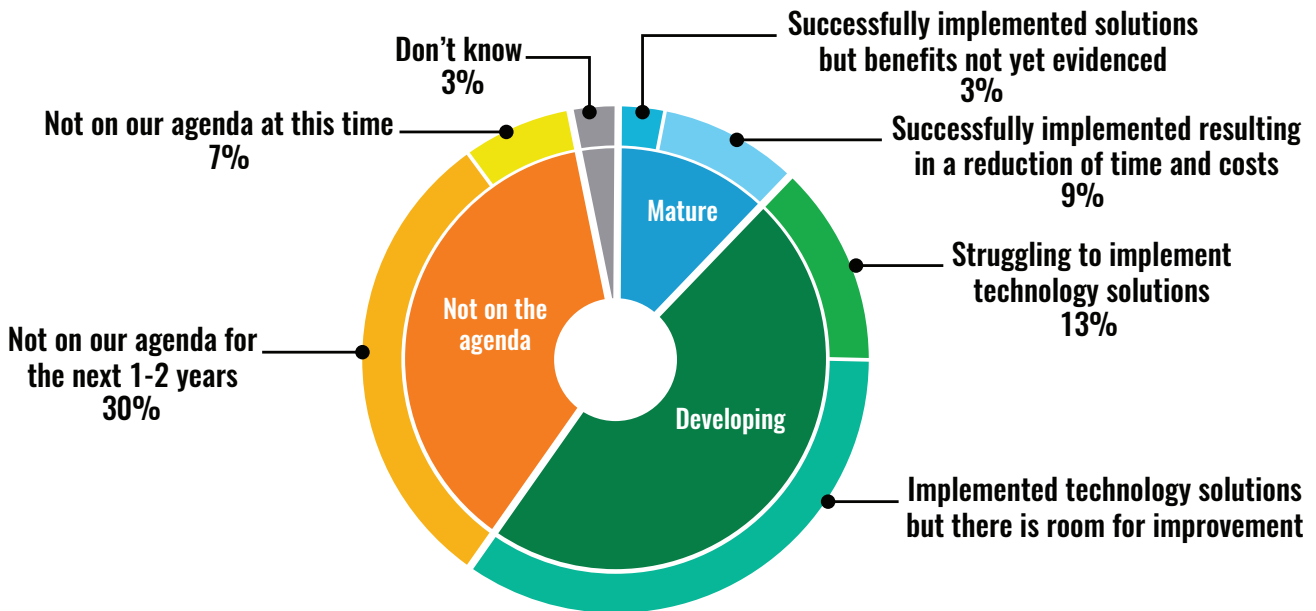 Successfully implemented solutions
but benefits not yet evidenced
3%
Don't know
3%
Not on our agenda at this time
7%
Successfully implemented resulting
in a reduction of time and costs
9%
Mature
Struggling to implement
technology solutions
13%
Not on the
agenda
Not on our agenda for
the next 1-2 years
30%
Developing
Implemented technology solutions
but there is room for improvement